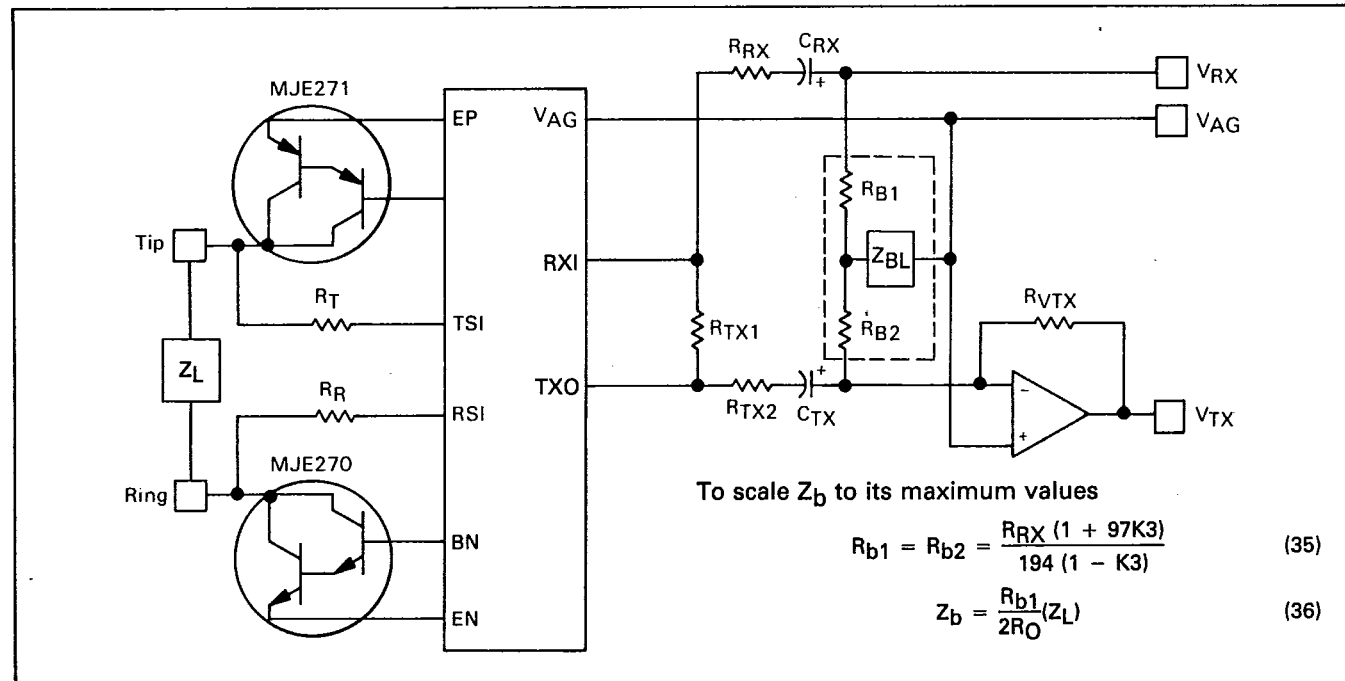 MJE271
EP
Tip
ZL
RT
TSI
RR
RSI
MJE270
Ring
BN
EN
VAG
RXI
TXO
RRX
CRX
+
VRX
VAG
RB1
ZBL
RB2
RTX1
RTX2
CTX
+
RVTX
−
+
VTX
To scale Zb to its maximum values
Rb1 = Rb2 = RRX (1 + 97K3) / 194 (1 − K3) (35)
Zb = Rb1 / 2RO (ZL) (36)